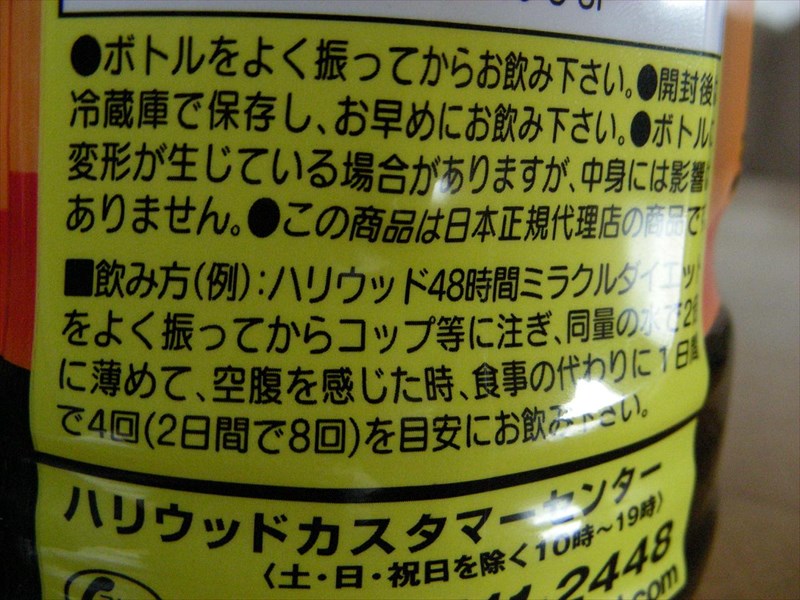 ●ボトルをよく振ってからお飲み下さい。●開封後
冷蔵庫で保存し、お早めにお飲み下さい。●ボトル
変形が生じている場合がありますが、中身には影響
ありません。●この商品は日本正規代理店の商品で
■飲み方(例):ハリウッド48時間ミラクルダイエット
をよく振ってからコップ等に注ぎ、同量の水で2倍
に薄めて、空腹を感じた時、食事の代わりに1日間
で4回(2日間で8回)を目安にお飲み下さい。
ハリウッドカスタマーセンター
〈土・日・祝日を除く10時～19時〉
2448
.com